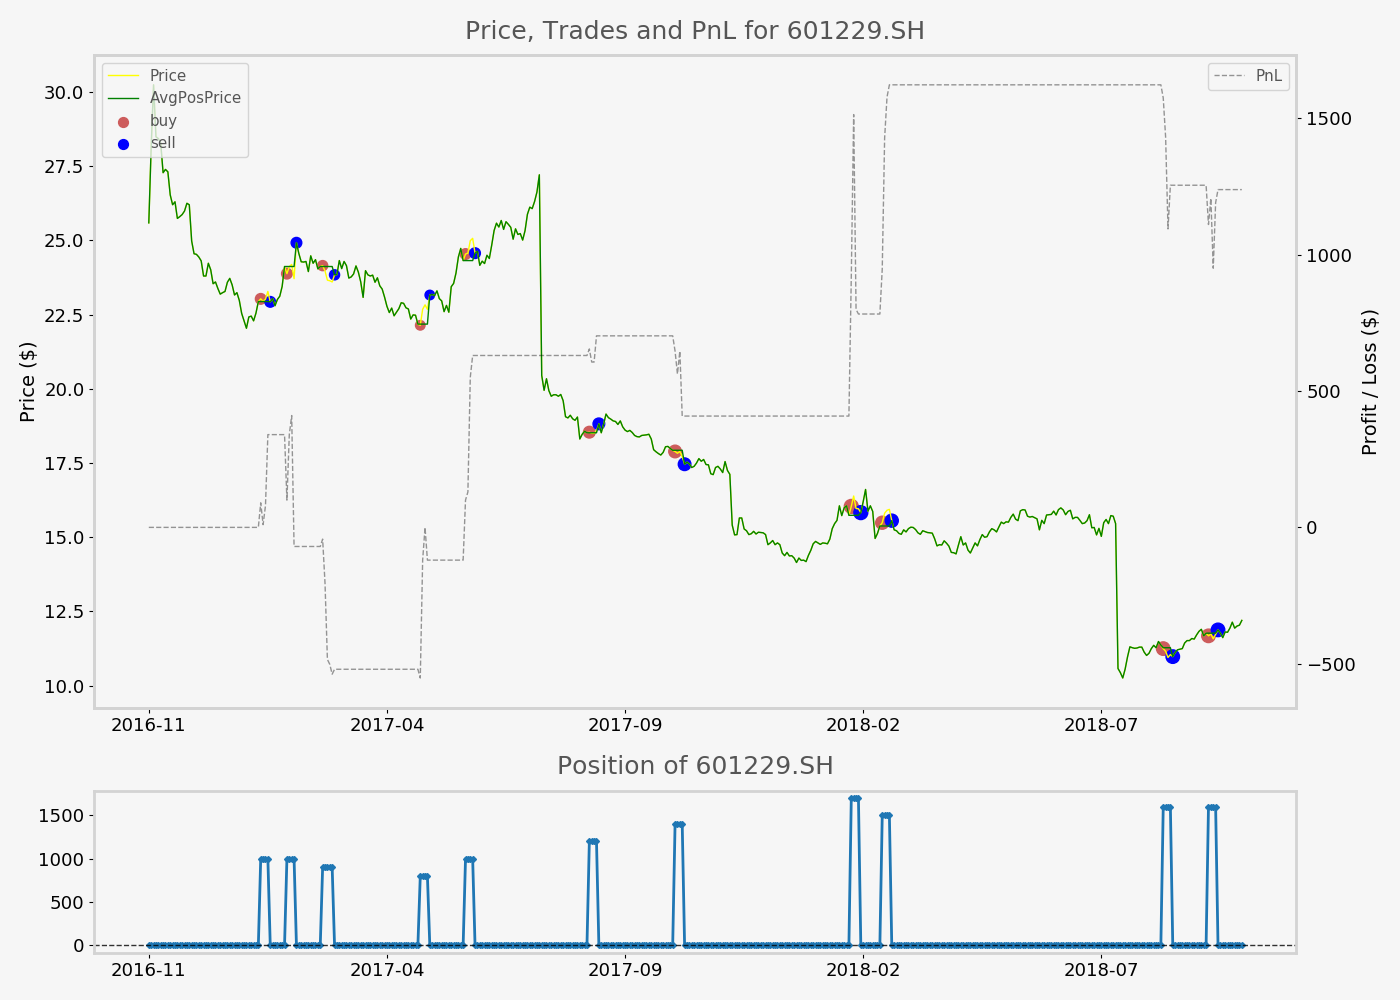 Price, Trades and PnL for 601229.SH
Price
AvgPosPrice
buy
sell
PnL
30.0
27.5
25.0
22.5
20.0
17.5
15.0
12.5
10.0
Price ($)
1500
1000
500
0
−500
Profit / Loss ($)
2016-11 2017-04 2017-09 2018-02 2018-07
Position of 601229.SH
1500
1000
500
0
2016-11 2017-04 2017-09 2018-02 2018-07